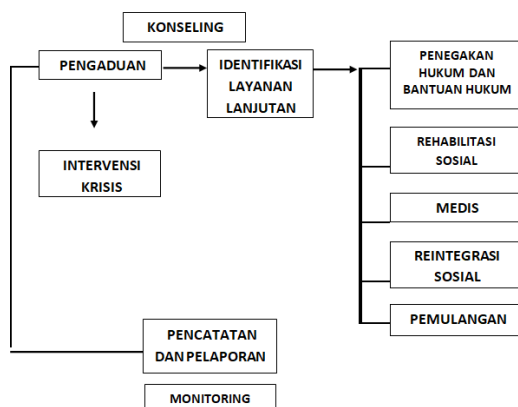 KONSELING
PENGADUAN
IDENTIFIKASI
LAYANAN
LANJUTAN
INTERVENSI
KRISIS
PENEGAKAN
HUKUM DAN
BANTUAN HUKUM
REHABILITASI
SOSIAL
MEDIS
REINTEGRASI
SOSIAL
PEMULANGAN
PENCATATAN
DAN PELAPORAN
MONITORING